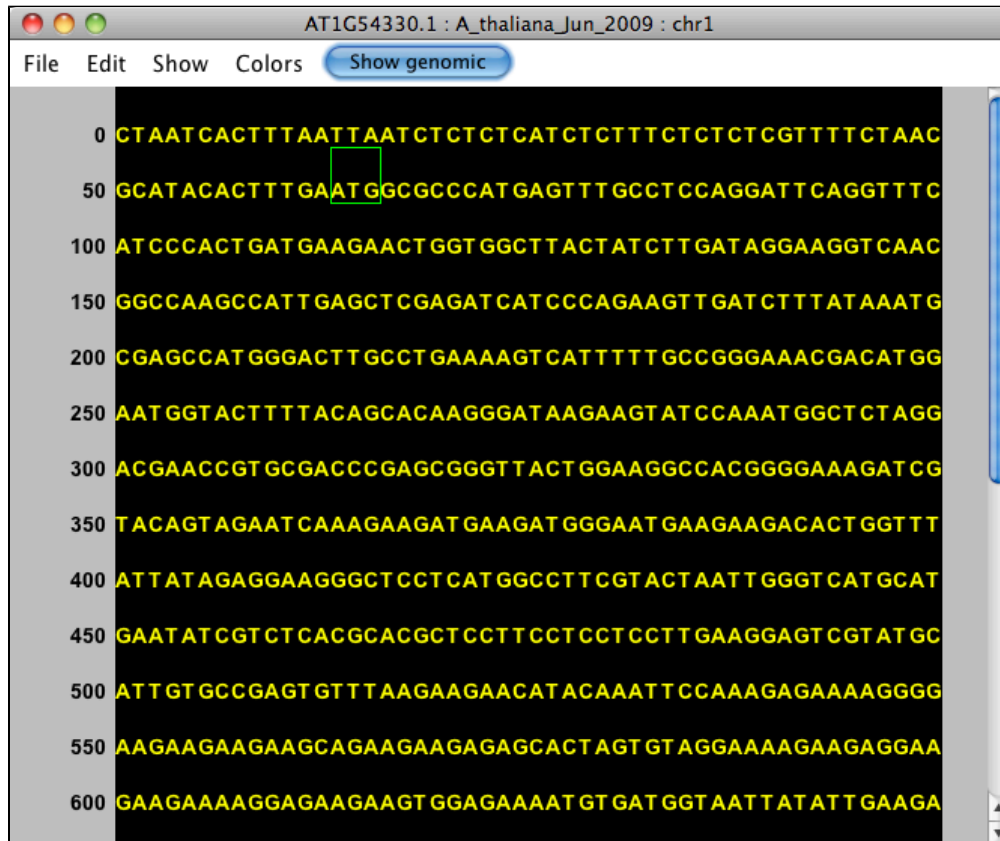 AT1G54330.1 : A_thaliana_Jun_2009 : chr1
File Edit Show Colors Show genomic
0 CTAATCACTTTAATTAATCTCTCTCATCTCTTTCTCTCTCGTTTTCTAAC
50 GCATACACTTTGAATGGCGCCCATGAGTTTGCCTCCAGGATTCAGGTTTC
100 ATCCCACTGATGAAGAACTGGTGGCTTACTATCTTGATAGGAAGGTCAAC
150 GGCCAAGCCATTGAGCTCGAGATCATCCCAGAAGTTGATCTTTATAAATG
200 CGAGCCATGGGACTTGCCTGAAAAGTCATTTTTGCCGGGAAACGACATGG
250 AATGGTACTTTTACAGCACAAGGGATAAGAAGTATCCAAATGGCTCTAGG
300 ACGAACCGTGCGACCCGAGCGGGTTACTGGAAGGCCACGGGGAAAGATCG
350 TACAGTAGAATCAAAGAAGATGAAGATGGGAATGAAGAAGACACTGGTTT
400 ATTATAGAGGAAGGGCTCCTCATGGCCTTCGTACTAATTGGGTCATGCAT
450 GAATATCGTCTCACGCACGCTCCTTCCTCCTCCTTGAAGGAGTCGTATGC
500 ATTGTGCCGAGTGTTTAAGAAGAACATACAAATTCCAAAGAGAAAAGGGG
550 AAGAAGAAGAAGCAGAAGAAGAGAGCACTAGTGTAGGAAAAGAAGAGGAA
600 GAAGAAAAGGAGAAGAAGTGGAGAAAATGTGATGGTAATTATATTGAAGA